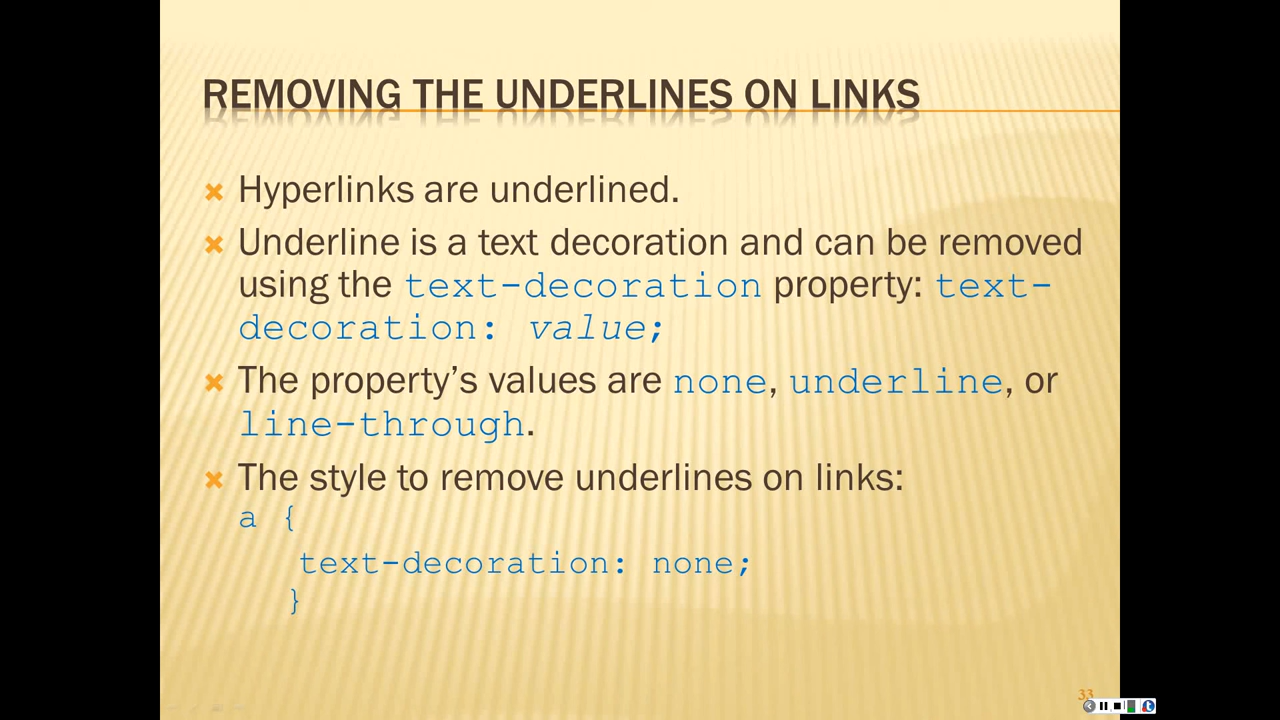 REMOVING THE UNDERLINES ON LINKS
Hyperlinks are underlined.
Underline is a text decoration and can be removed
using the text-decoration property: text-
decoration: value;
The property’s values are none, underline, or
line-through.
The style to remove underlines on links:
a {
text-decoration: none;
}
33